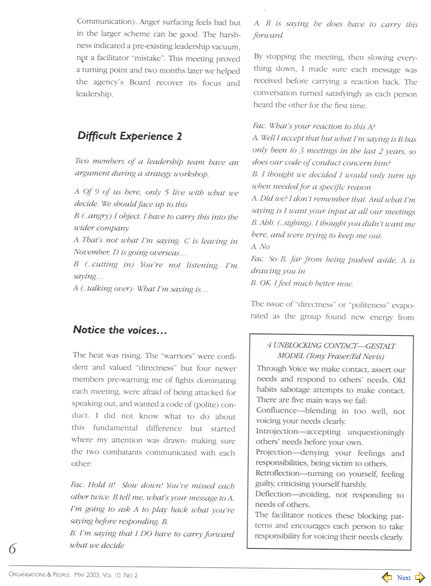 Communication). Anger surfacing feels bad but
in the larger scheme can be good. The harsh-
ness indicated a pre-existing leadership vacuum,
not a facilitator “mistake”. This meeting proved
a turning point and two months later we helped
the agency’s Board recover its focus and
leadership.
Difficult Experience 2
Two members of a leadership team have an
argument during a strategy workshop.
A Of 9 of us here, only 5 live with what we
decide. We should face up to this
B (..angry) I object. I have to carry this into the
wider company
A That’s not what I’m saying. C is leaving in
November, D is going overseas...
B (..cutting in) You’re not listening. I’m
saying...
A (..talking over): What I’m saying is...
Notice the voices...
The heat was rising. The “warriors” were confi-
dent and valued “directness” but four newer
members pre-warning me of fights dominating
each meeting, were afraid of being attacked for
speaking out, and wanted a code of (polite) con-
duct. I did not know what to do about
this fundamental difference but started
where my attention was drawn: making sure
the two combatants communicated with each
other:
Fac. Hold it! Slow down! You’ve missed each
other twice. B tell me, what’s your message to A.
I’m going to ask A to play back what you’re
saying before responding. B.
B. I’m saying that I DO have to carry forward
what we decide
A. B is saying he does have to carry this
forward.
By stopping the meeting, then slowing every-
thing down, I made sure each message was
received before carrying a reaction back. The
conversation turned satisfyingly as each person
heard the other for the first time.
Fac. What’s your reaction to this A?
A Well I accept that but what I’m saying is B has
only been to 3 meetings in the last 2 years, so
does our code of conduct concern him?
B. I thought we decided I would only turn up
when needed for a specific reason
A. Did we? I don’t remember that. And what I’m
saying is I want your input at all our meetings
B. Ahh. (..sighing). I thought you didn’t want me
here, and were trying to keep me out.
A. No
Fac. So B, far from being pushed aside, A is
drawing you in
B. OK I feel much better now.
The issue of “directness” or “politeness” evapo-
rated as the group found new energy from
4 UNBLOCKING CONTACT—GESTALT
MODEL (Tony Fraser/Ed Nevis)
Through Voice we make contact, assert our
needs and respond to others’ needs. Old
habits sabotage attempts to make contact.
There are five main ways we fail:
Confluence—blending in too well, not
voicing your needs clearly.
Introjection—accepting unquestioningly
others’ needs before your own.
Projection—denying your feelings and
responsibilities, being victim to others.
Retroflection—turning on yourself, feeling
guilty, criticising yourself harshly.
Deflection—avoiding, not responding to
needs of others.
The facilitator notices these blocking pat-
terns and encourages each person to take
responsibility for voicing their needs clearly.
6
ORGANISATIONS & PEOPLE, MAY 2003, VOL 10, NO 2
Next